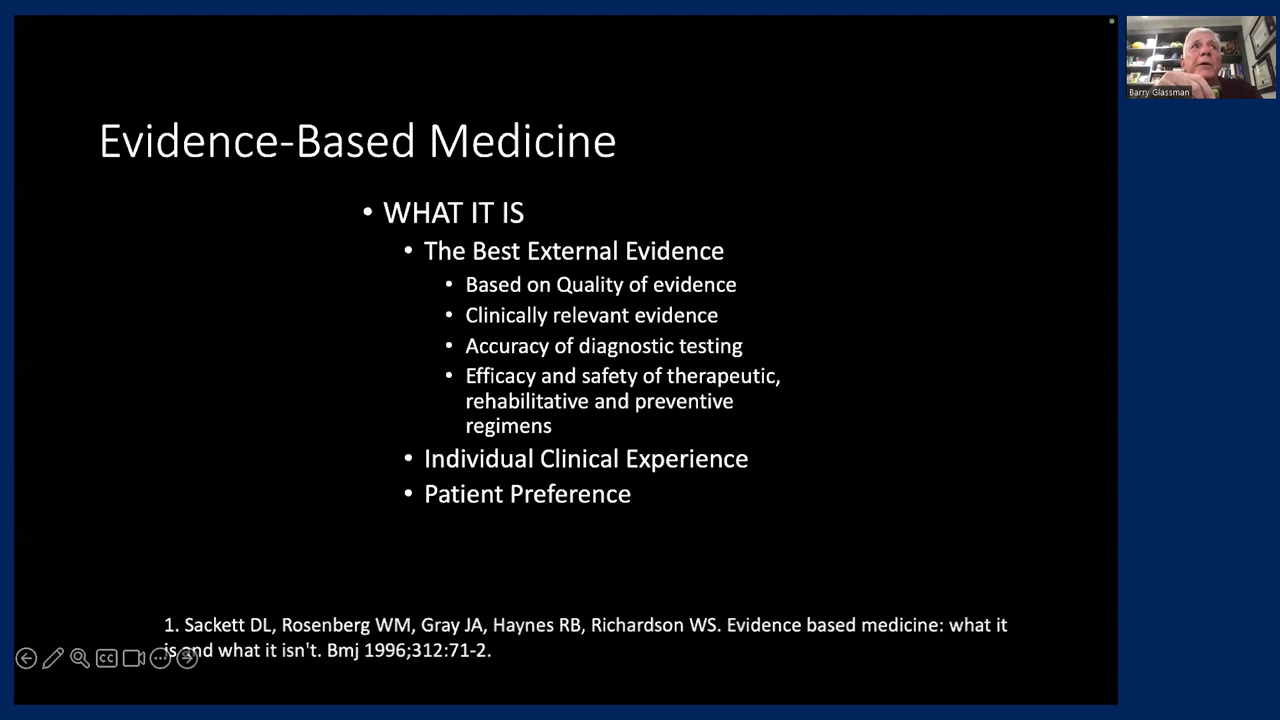 Evidence-Based Medicine
• WHAT IT IS
• The Best External Evidence
• Based on Quality of evidence
• Clinically relevant evidence
• Accuracy of diagnostic testing
• Efficacy and safety of therapeutic,
rehabilitative and preventive
regimens
• Individual Clinical Experience
• Patient Preference
1. Sackett DL, Rosenberg WM, Gray JA, Haynes RB, Richardson WS. Evidence based medicine: what it
is and what it isn't. Bmj 1996;312:71-2.
CC
Barry Glassman